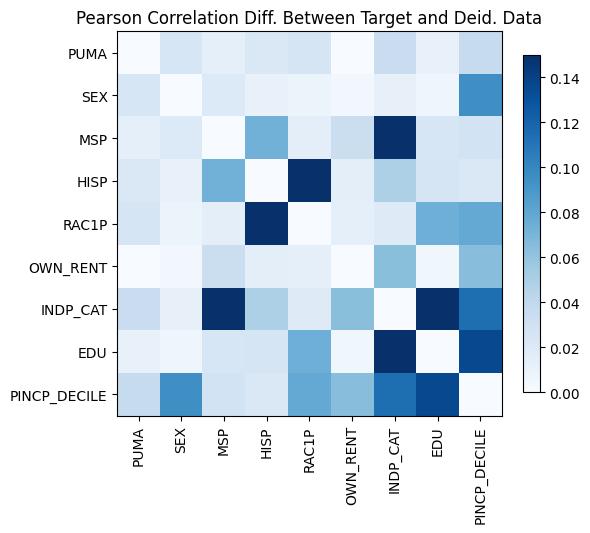 Pearson Correlation Diff. Between Target and Deid. Data
PUMA
SEX
MSP
HISP
RAC1P
OWN_RENT
INDP_CAT
EDU
PINCP_DECILE
PUMA
SEX
MSP
HISP
RAC1P
OWN_RENT
INDP_CAT
EDU
PINCP_DECILE
0.14
0.12
0.10
0.08
0.06
0.04
0.02
0.00